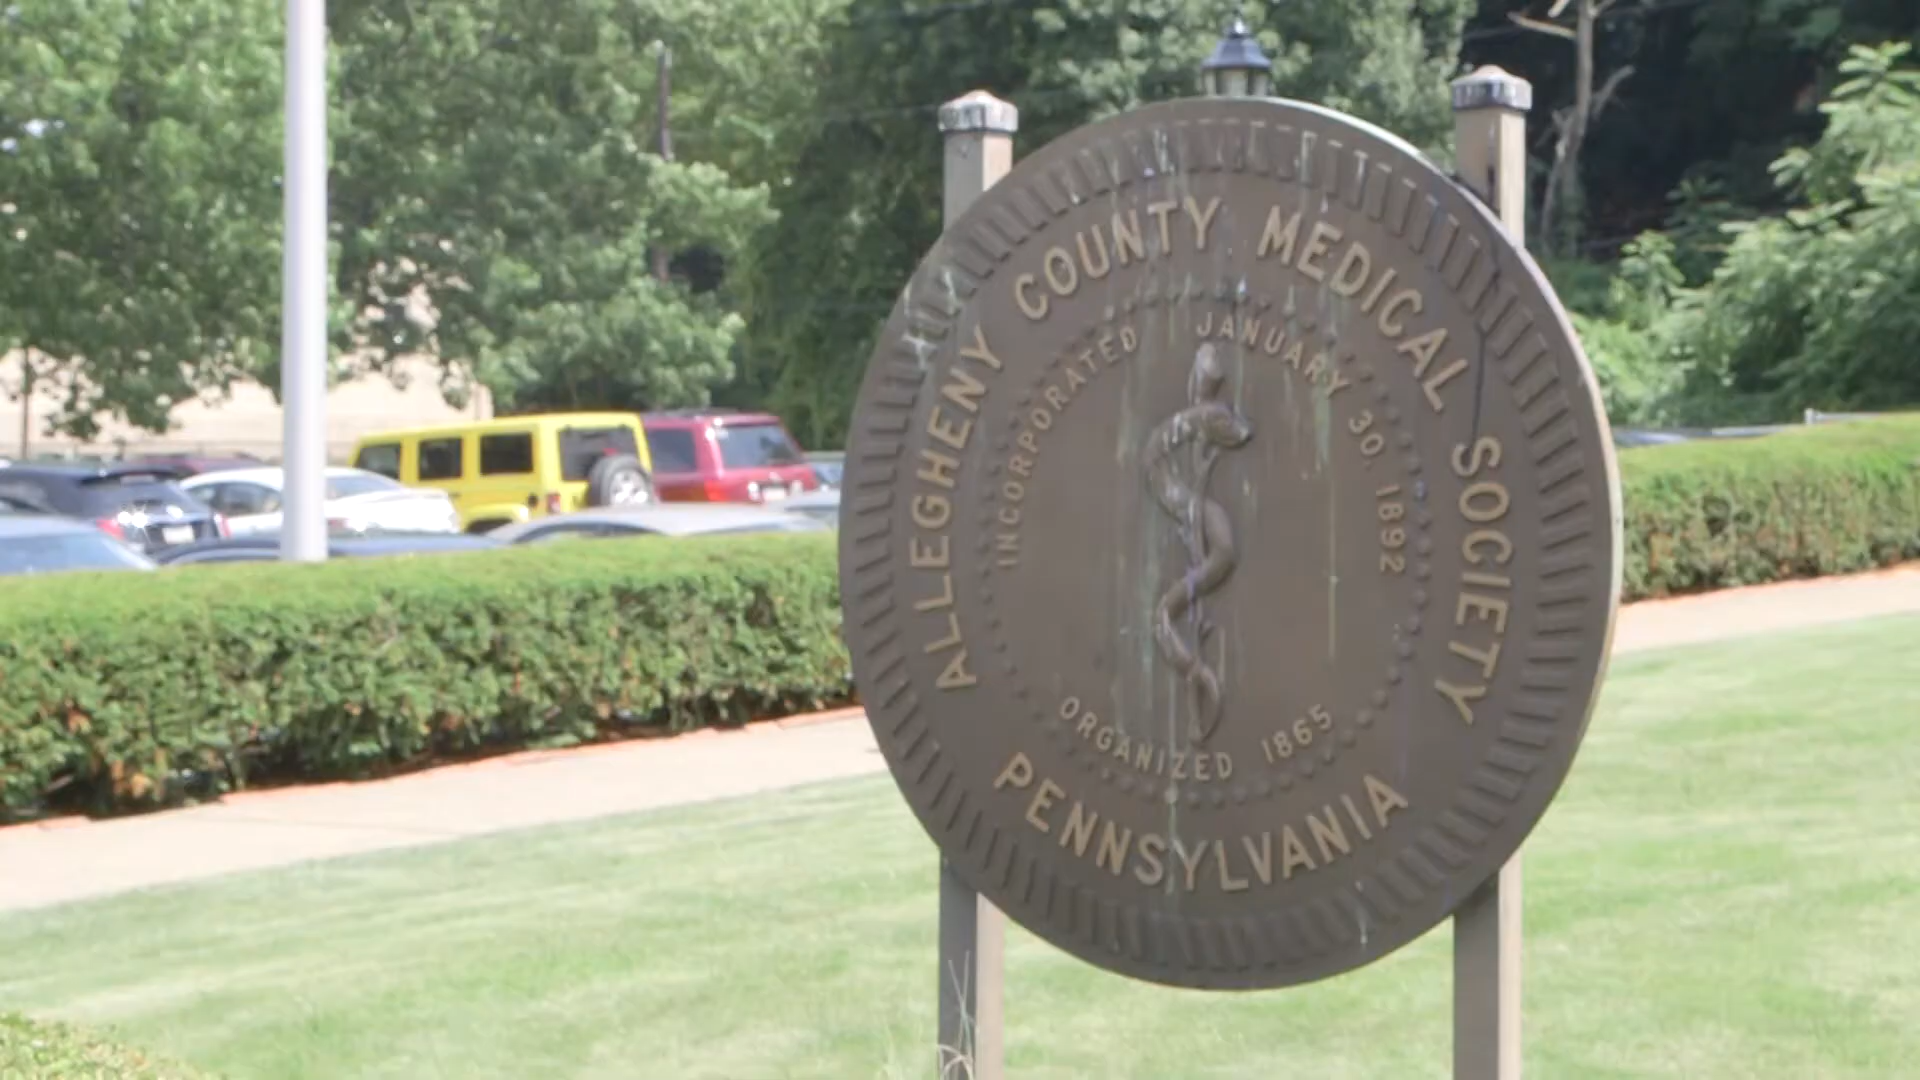 ALLEGHENY COUNTY MEDICAL SOCIETY
INCORPORATED JANUARY 30. 1892
ORGANIZED 1865
PENNSYLVANIA